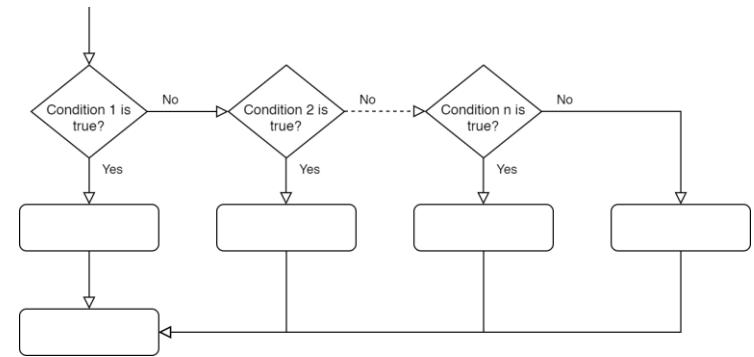 Condition 1 is
true?
No
Condition 2 is
true?
No
Condition n is
true?
No
Yes
Yes
Yes